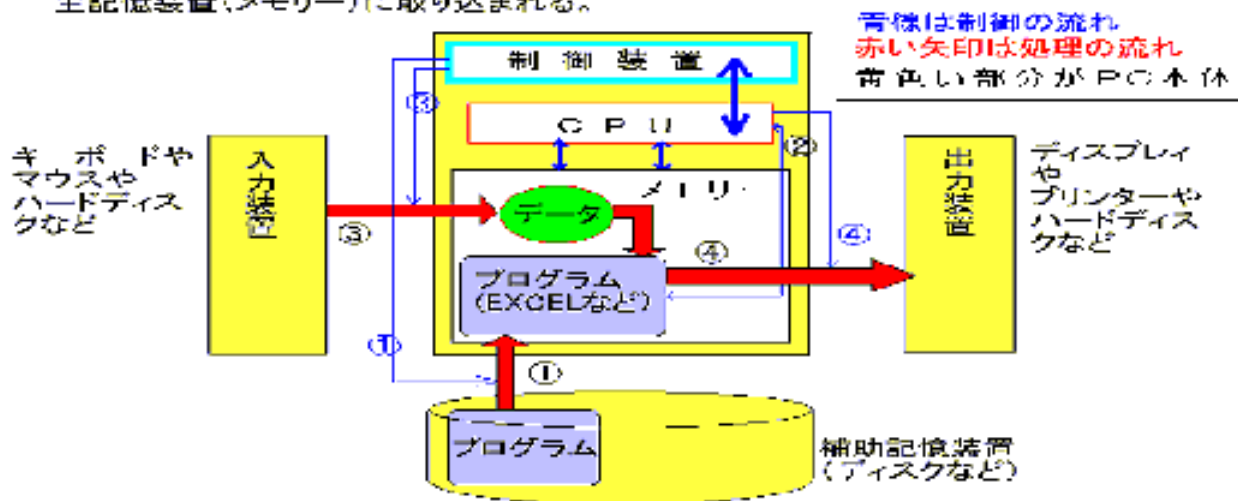 主記憶装置(メモリー)に取り込まれる。
青線は制御の流れ
赤い矢印は処理の流れ
黄色い部分がPC本体
制御装置
③
CPU
②
キーボードや
マウスや
ハードディス
クなど
入力装置
メモリー
データ
③
④
④
プログラム
(EXCELなど)
出力装置
ディスプレィ
や
プリンターや
ハードディス
クなど
①
①
プログラム
補助記憶装置
(ディスクなど)